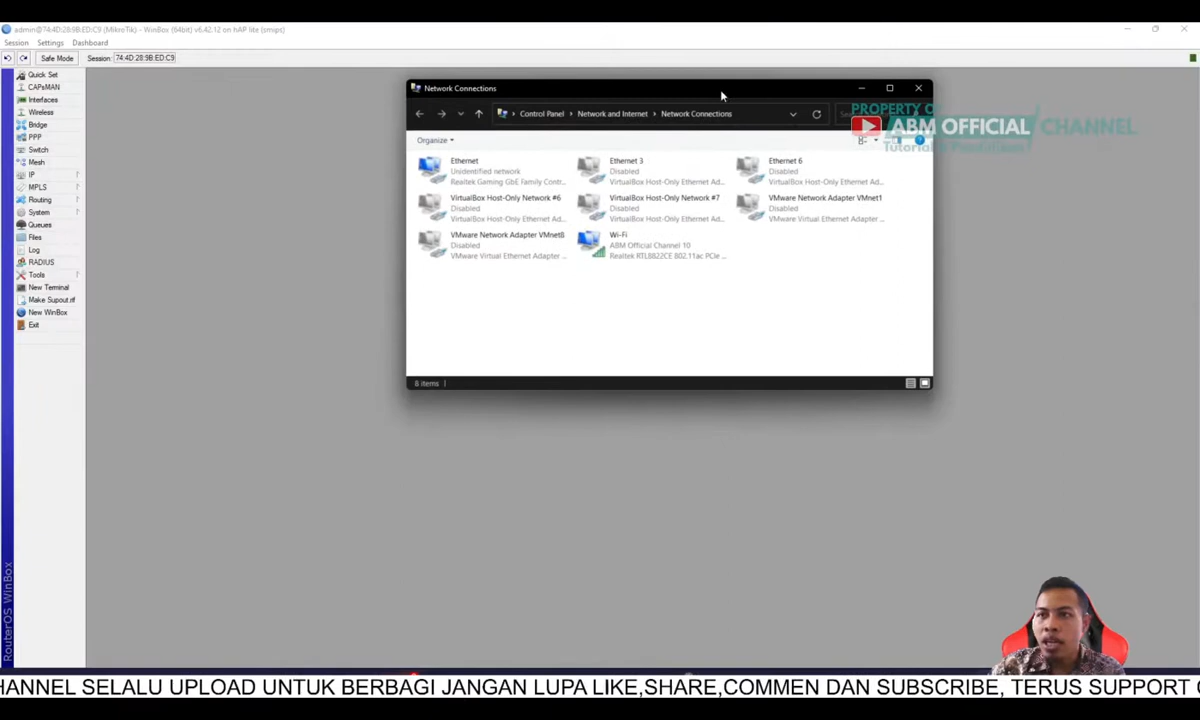 admin@74:4D:28:9B:ED:C9 (MikroTik) - WinBox (64bit) v6.42.12 on hAP lite (smips)
Session Settings Dashboard
Safe Mode Session: 74:4D:28:9B:ED:C9
Quick Set
CAPsMAN
Interfaces
Wireless
Bridge
PPP
Switch
Mesh
IP
MPLS
Routing
System
Queues
Files
Log
RADIUS
Tools
New Terminal
Make Supout.rif
New WinBox
Exit
RouterOS WinBox
Network Connections
Control Panel > Network and Internet > Network Connections
Organize
Ethernet
Unidentified network
Realtek Gaming GbE Family Contr...
Ethernet 3
Disabled
VirtualBox Host-Only Ethernet Ad...
Ethernet 6
Disabled
VirtualBox Host-Only Ethernet Ad...
VirtualBox Host-Only Network #6
Disabled
VirtualBox Host-Only Ethernet Ad...
VirtualBox Host-Only Network #7
Disabled
VirtualBox Host-Only Ethernet Ad...
VMware Network Adapter VMnet1
Disabled
VMware Virtual Ethernet Adapter ...
VMware Network Adapter VMnet8
Disabled
VMware Virtual Ethernet Adapter ...
Wi-Fi
ABM Official Channel 10
Realtek RTL8822CE 802.11ac PCIe ...
8 items
PROPERTY OF
ABM OFFICIAL CHANNEL
HANNEL SELALU UPLOAD UNTUK BERBAGI JANGAN LUPA LIKE,SHARE,COMMEN DAN SUBSCRIBE, TERUS SUPPORT